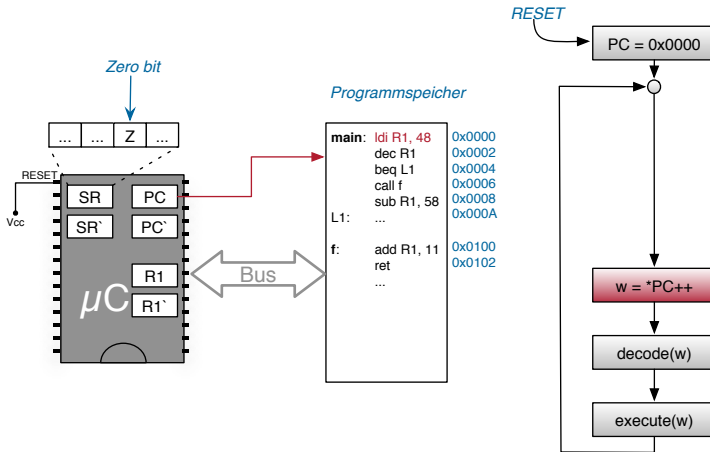 RESET
PC = 0x0000
Zero bit
Programmspeicher
... ... Z ...
main: ldi R1, 48 0x0000
dec R1 0x0002
beq L1 0x0004
call f 0x0006
sub R1, 58 0x0008
L1: ... 0x000A
f: add R1, 11 0x0100
ret 0x0102
...
RESET
Vcc
SR PC
SR` PC`
R1
R1`
µC
Bus
w = *PC++
decode(w)
execute(w)